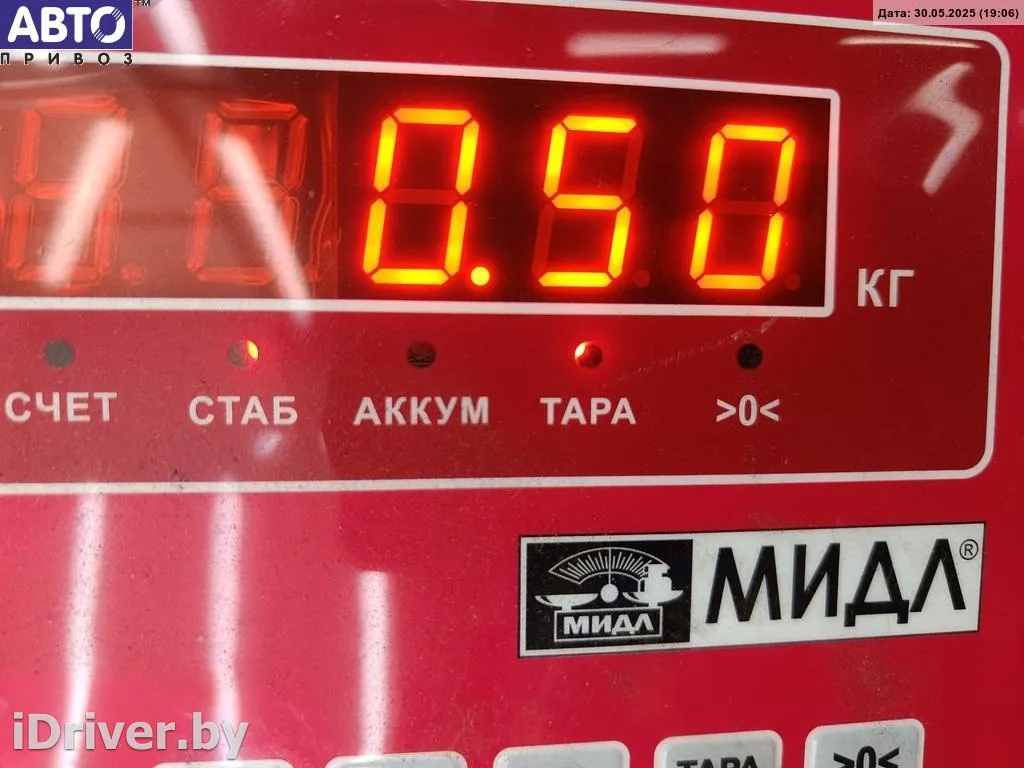 АВТО™
ПРИВОЗ
Дата: 30.05.2025 (19:06)
0.50
КГ
СЧЕТ СТАБ АККУМ ТАРА >0<
МИДЛ
МИДЛ®
iDriver.by
ТАРА >0<